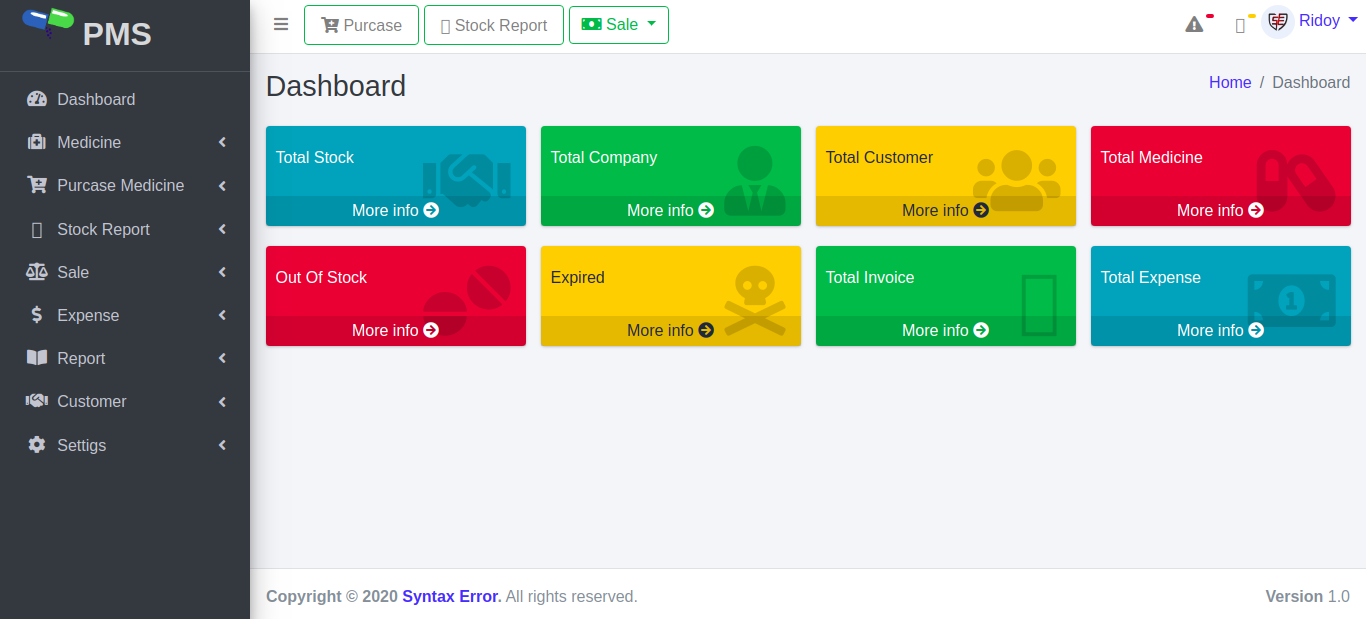 PMS
Purcase Stock Report Sale Ridoy
Dashboard
Medicine
Purcase Medicine
Stock Report
Sale
Expense
Report
Customer
Settigs
Dashboard
Home / Dashboard
Total Stock
More info
Total Company
More info
Total Customer
More info
Total Medicine
More info
Out Of Stock
More info
Expired
More info
Total Invoice
More info
Total Expense
1
More info
Copyright © 2020 Syntax Error. All rights reserved.
Version 1.0